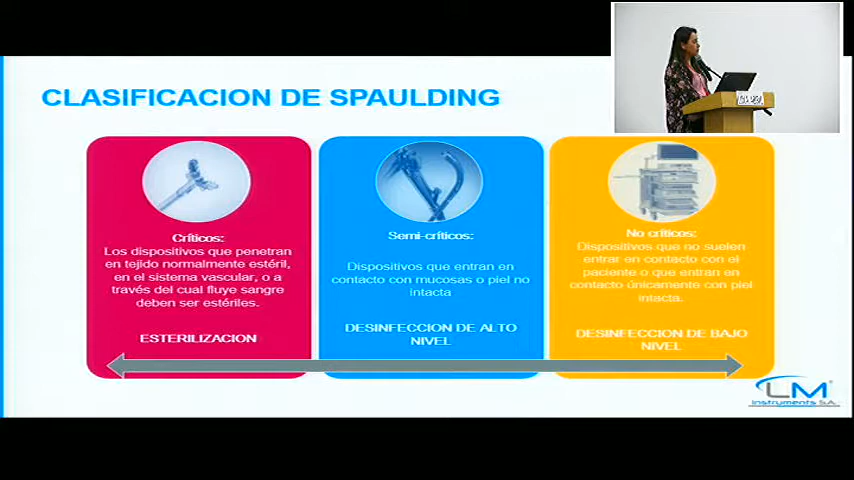 CLASIFICACION DE SPAULDING
Críticos:
Los dispositivos que penetran
en tejido normalmente estéril,
en el sistema vascular, o a
través del cual fluye sangre
deben ser estériles.
ESTERILIZACION
Semi-críticos:
Dispositivos que entran en
contacto con mucosas o piel no
intacta
DESINFECCION DE ALTO
NIVEL
No críticos:
Dispositivos que no suelen
entrar en contacto con el
paciente o que entran en
contacto únicamente con piel
intacta.
DESINFECCION DE BAJO
NIVEL
LM
Instruments S.A.